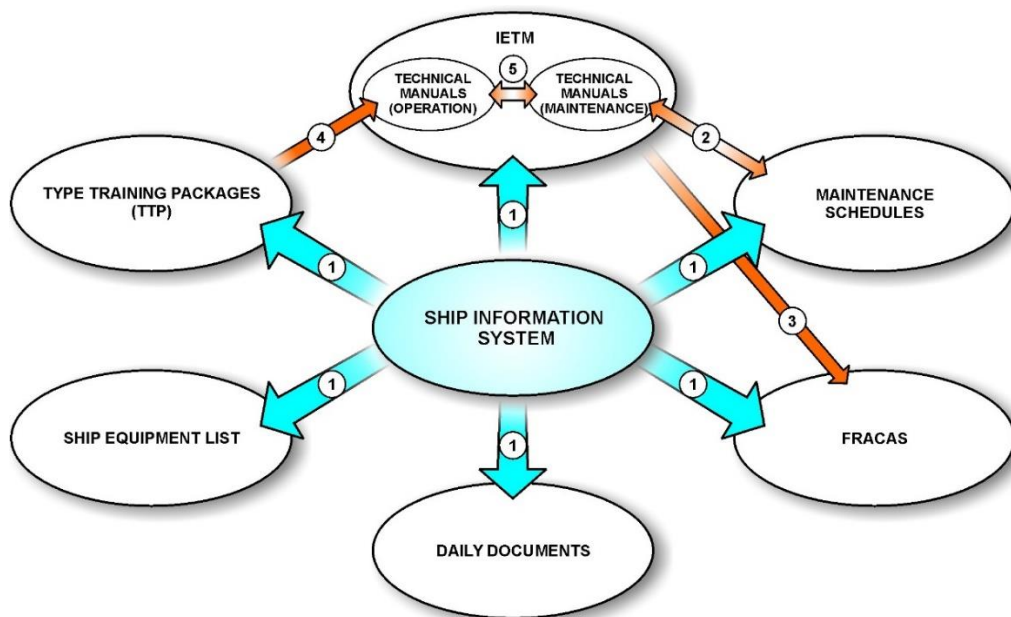 IETM
5
TECHNICAL
MANUALS
(OPERATION)
TECHNICAL
MANUALS
(MAINTENANCE)
4
2
TYPE TRAINING PACKAGES
(TTP)
1
MAINTENANCE
SCHEDULES
1
1
SHIP INFORMATION
SYSTEM
3
1
1
SHIP EQUIPMENT LIST
1
FRACAS
DAILY DOCUMENTS